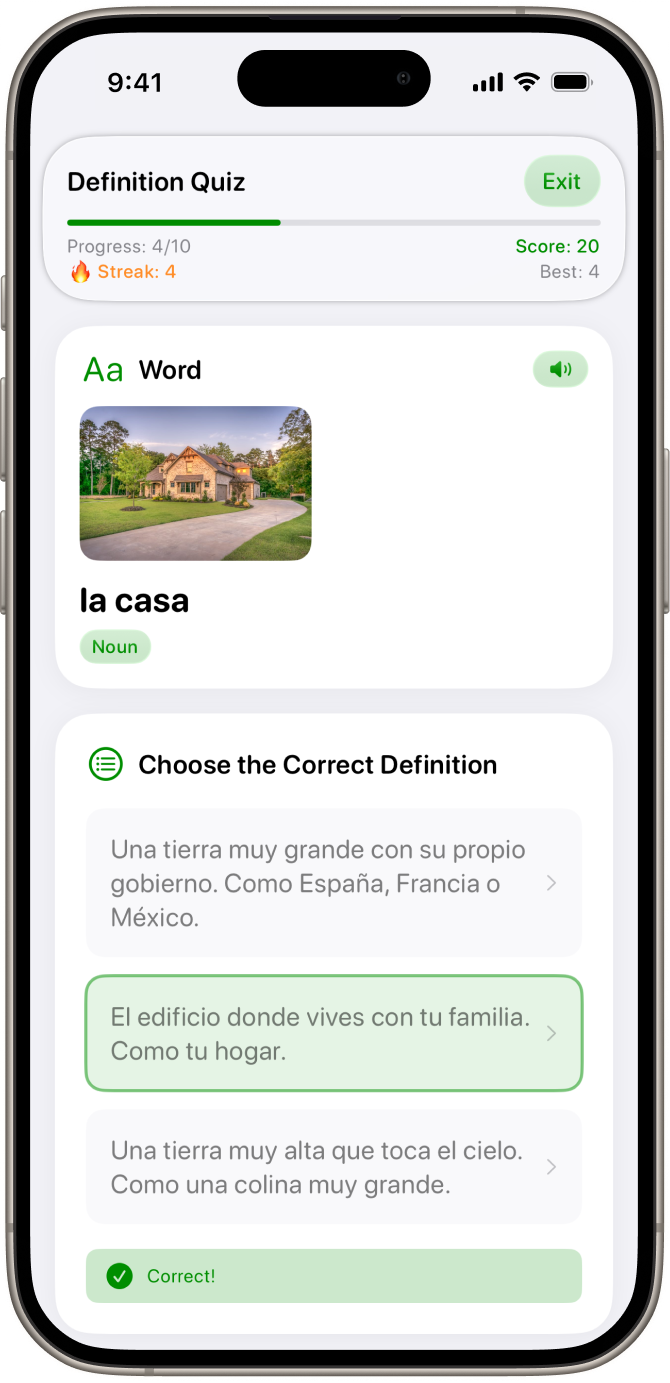 9:41
Definition Quiz
Exit
Progress: 4/10
Score: 20
🔥 Streak: 4
Best: 4
Aa Word
la casa
Noun
Choose the Correct Definition
Una tierra muy grande con su propio
gobierno. Como España, Francia o
México.
El edificio donde vives con tu familia.
Como tu hogar.
Una tierra muy alta que toca el cielo.
Como una colina muy grande.
Correct!